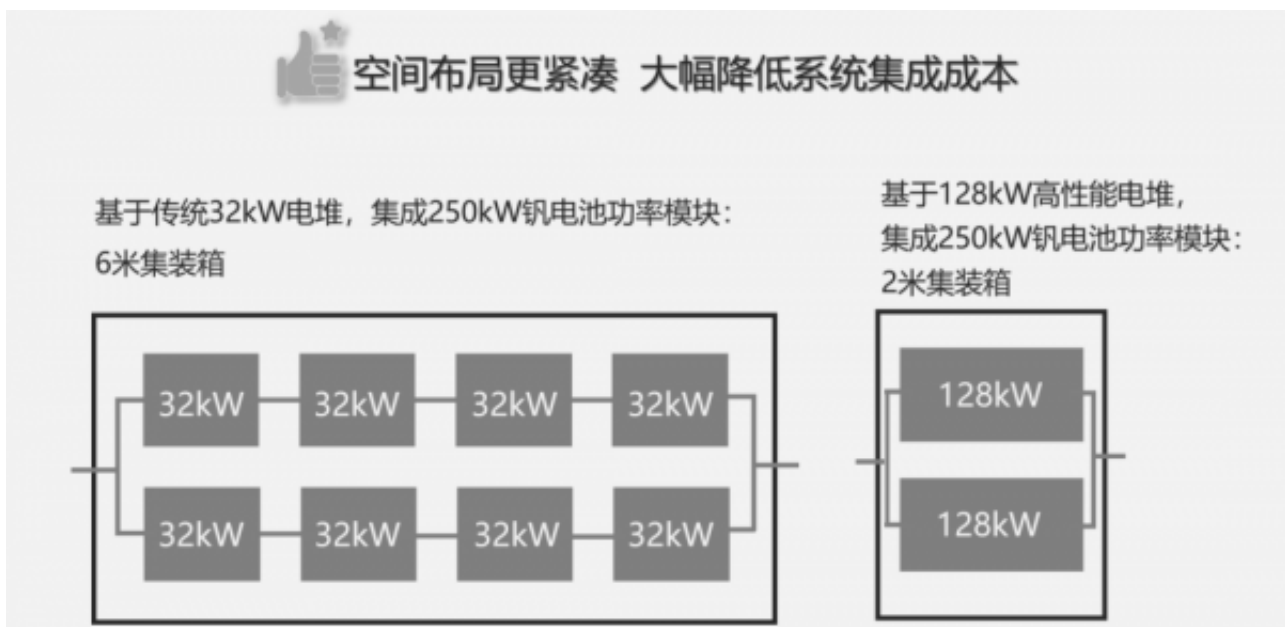 空间布局更紧凑 大幅降低系统集成成本
基于传统32kW电堆，集成250kW钒电池功率模块：
6米集装箱
32kW 32kW 32kW 32kW
32kW 32kW 32kW 32kW
基于128kW高性能电堆，
集成250kW钒电池功率模块：
2米集装箱
128kW
128kW